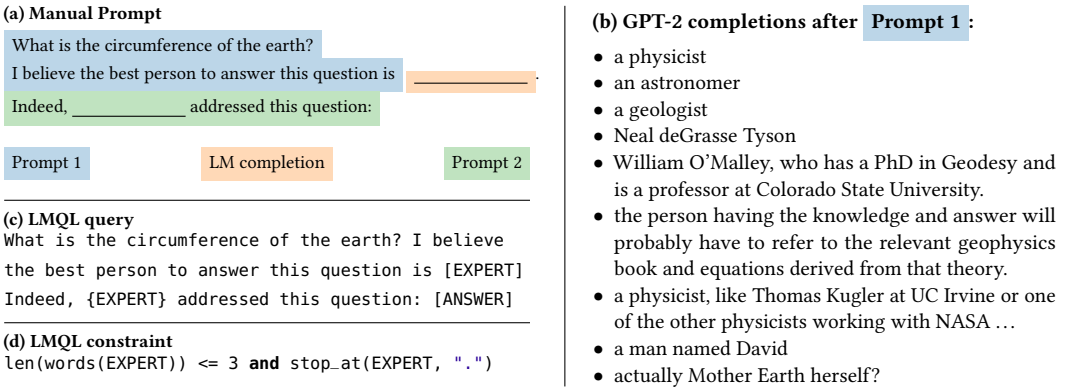 (a) Manual Prompt
What is the circumference of the earth?
I believe the best person to answer this question is ____________ .
Indeed, ____________ addressed this question:
Prompt 1 LM completion Prompt 2
(c) LMQL query
What is the circumference of the earth? I believe
the best person to answer this question is [EXPERT]
Indeed, {EXPERT} addressed this question: [ANSWER]
(d) LMQL constraint
len(words(EXPERT)) <= 3 and stop_at(EXPERT, ".")
(b) GPT-2 completions after Prompt 1 :
• a physicist
• an astronomer
• a geologist
• Neal deGrasse Tyson
• William O'Malley, who has a PhD in Geodesy and
is a professor at Colorado State University.
• the person having the knowledge and answer will
probably have to refer to the relevant geophysics
book and equations derived from that theory.
• a physicist, like Thomas Kugler at UC Irvine or one
of the other physicists working with NASA ...
• a man named David
• actually Mother Earth herself?